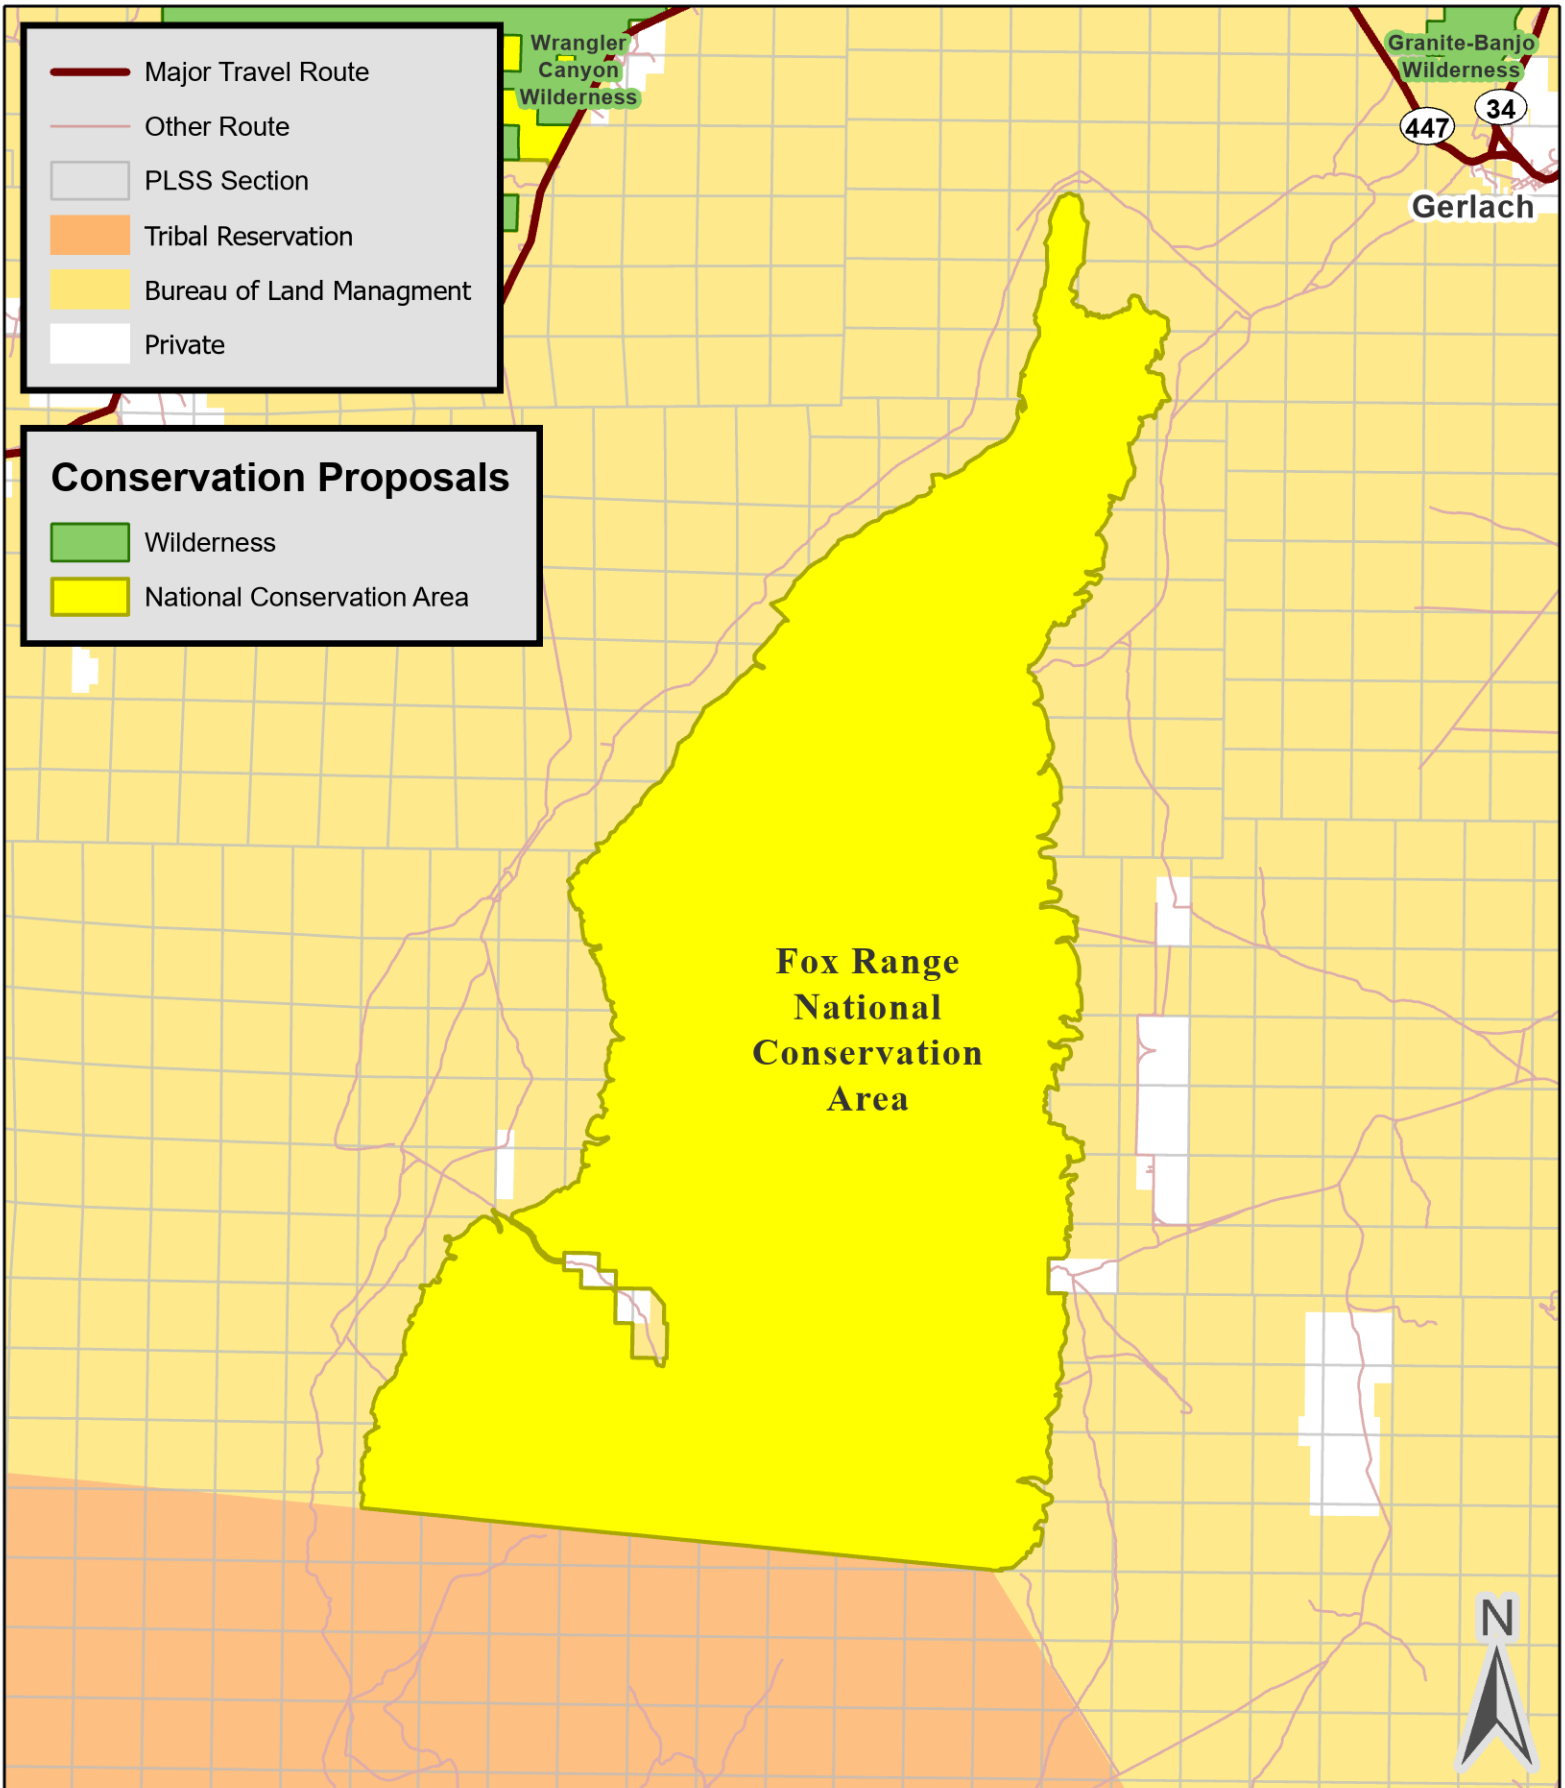 Major Travel Route
Other Route
PLSS Section
Tribal Reservation
Bureau of Land Managment
Private
Conservation Proposals
Wilderness
National Conservation Area
Wrangler
Canyon
Wilderness
Granite-Banjo
Wilderness
34
447
Gerlach
Fox Range
National
Conservation
Area
N